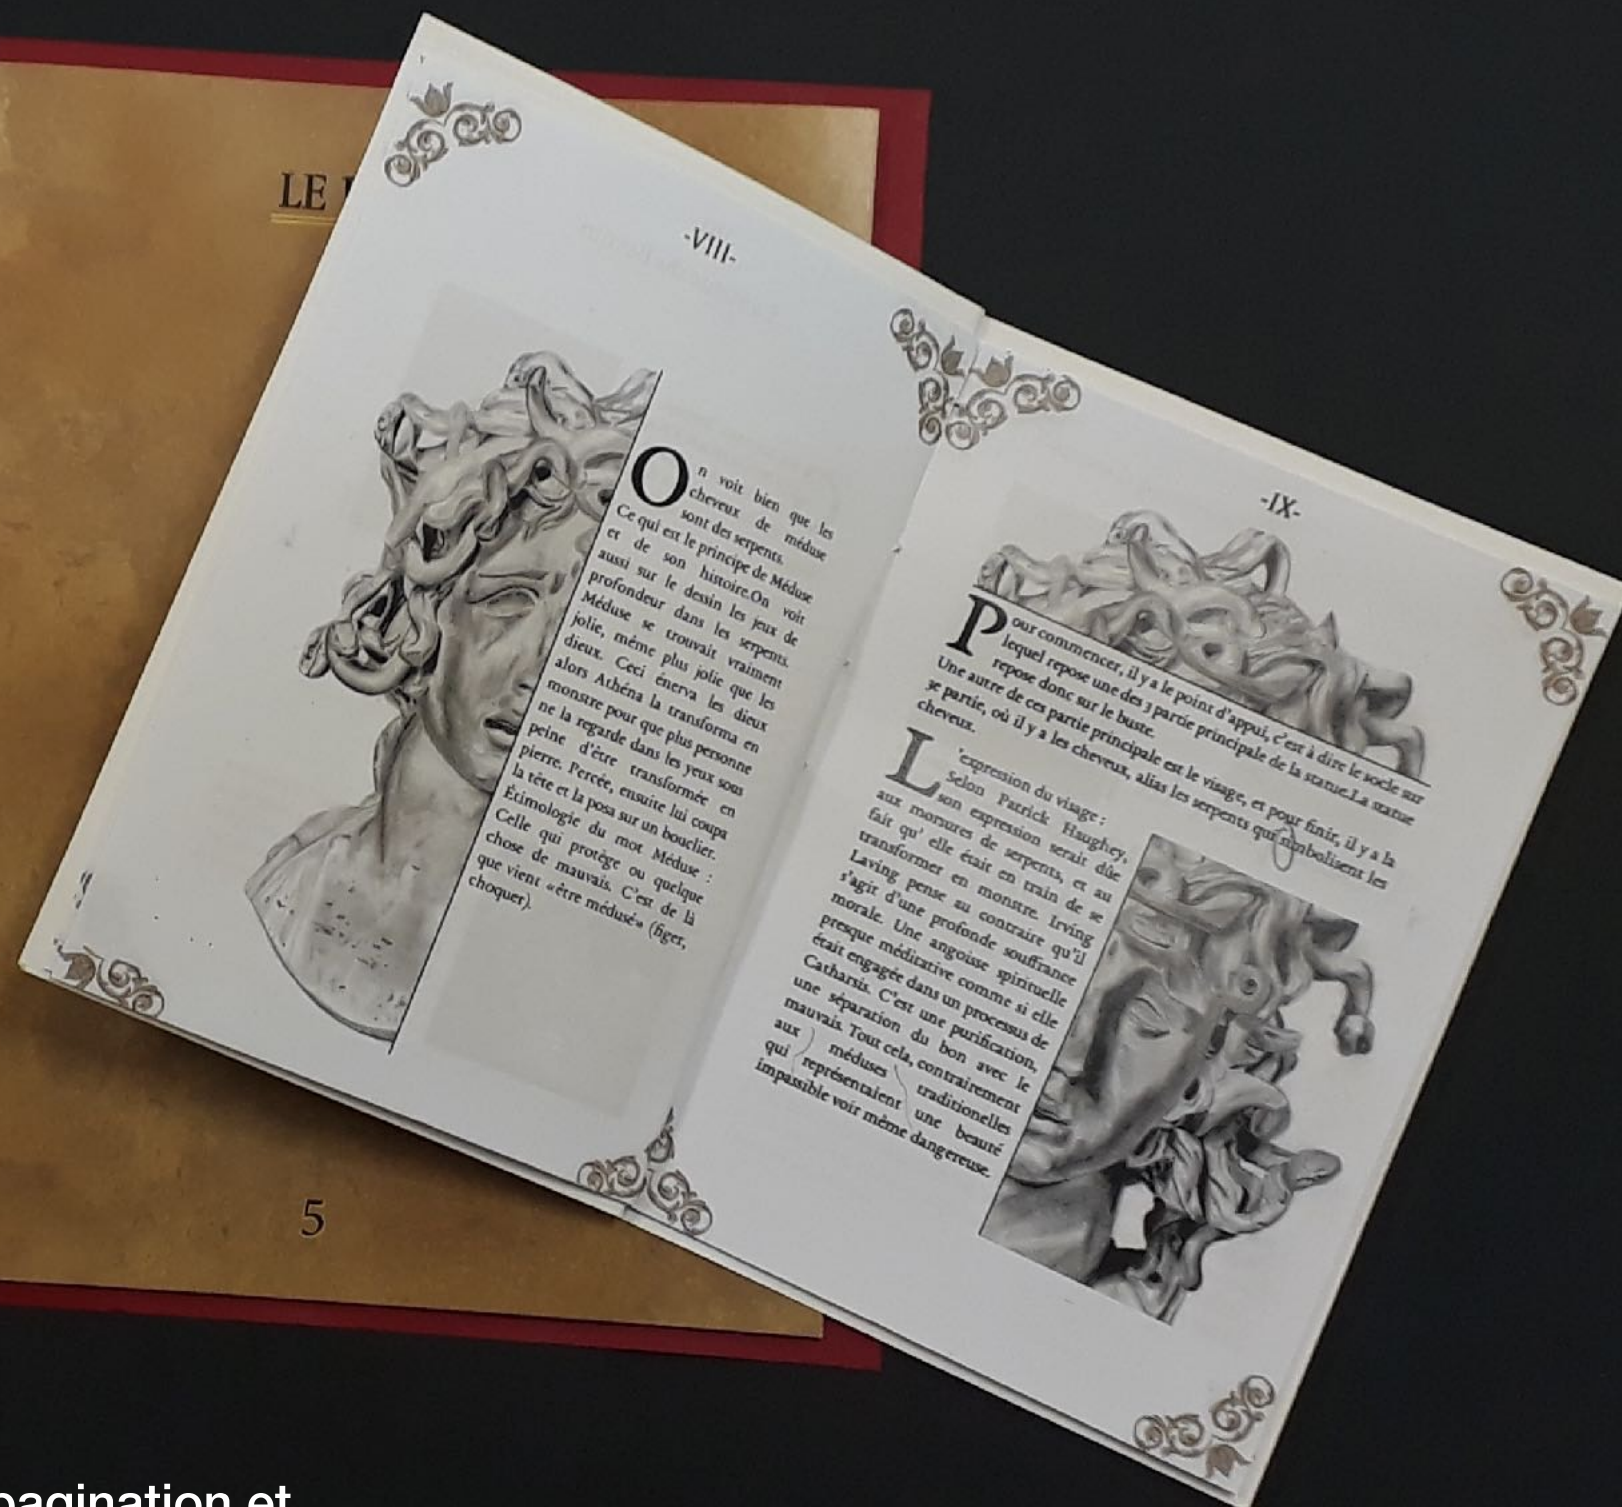 LE
-VIII-
On voit bien que les
cheveux de méduse
sont des serpents.
Ce qui est le principe de Méduse
et de son histoire.On voit
aussi sur le dessin les jeux de
profondeur dans les serpents.
Méduse se trouvait vraiment
jolie, même plus jolie que les
dieux. Ceci énerva les dieux
alors Athéna la transforma en
monstre pour que plus personne
ne la regarde dans les yeux sous
peine d'être transformée en
pierre. Percée, ensuite lui coupa
la tête et la posa sur un bouclier.
Étimologie du mot Méduse :
Celle qui protège ou quelque
chose de mauvais. C'est de là
que vient «être médusé» (figer,
choquer).
-IX-
Pour commencer, il y a le point d'appui, c'est à dire le socle sur
lequel repose une des 3 partie principale de la statue.La statue
repose donc sur le buste.
Une autre de ces partie principale est le visage, et pour finir, il y a la
3e partie, où il y a les cheveux, alias les serpents qui simbolisent les
cheveux.
L'expression du visage :
Selon Patrick Haughey,
son expression serait dûe
aux morsures de serpents, et au
fait qu' elle était en train de se
transformer en monstre. Irving
Laving pense au contraire qu'il
s'agit d'une profonde souffrance
morale. Une angoisse spirituelle
presque méditative comme si elle
était engagée dans un processus de
Catharsis. C'est une purification,
une séparation du bon avec le
mauvais. Tout cela, contrairement
aux méduses traditionelles
qui représentaient une beauté
impassible voir même dangereuse.
5
pagination et